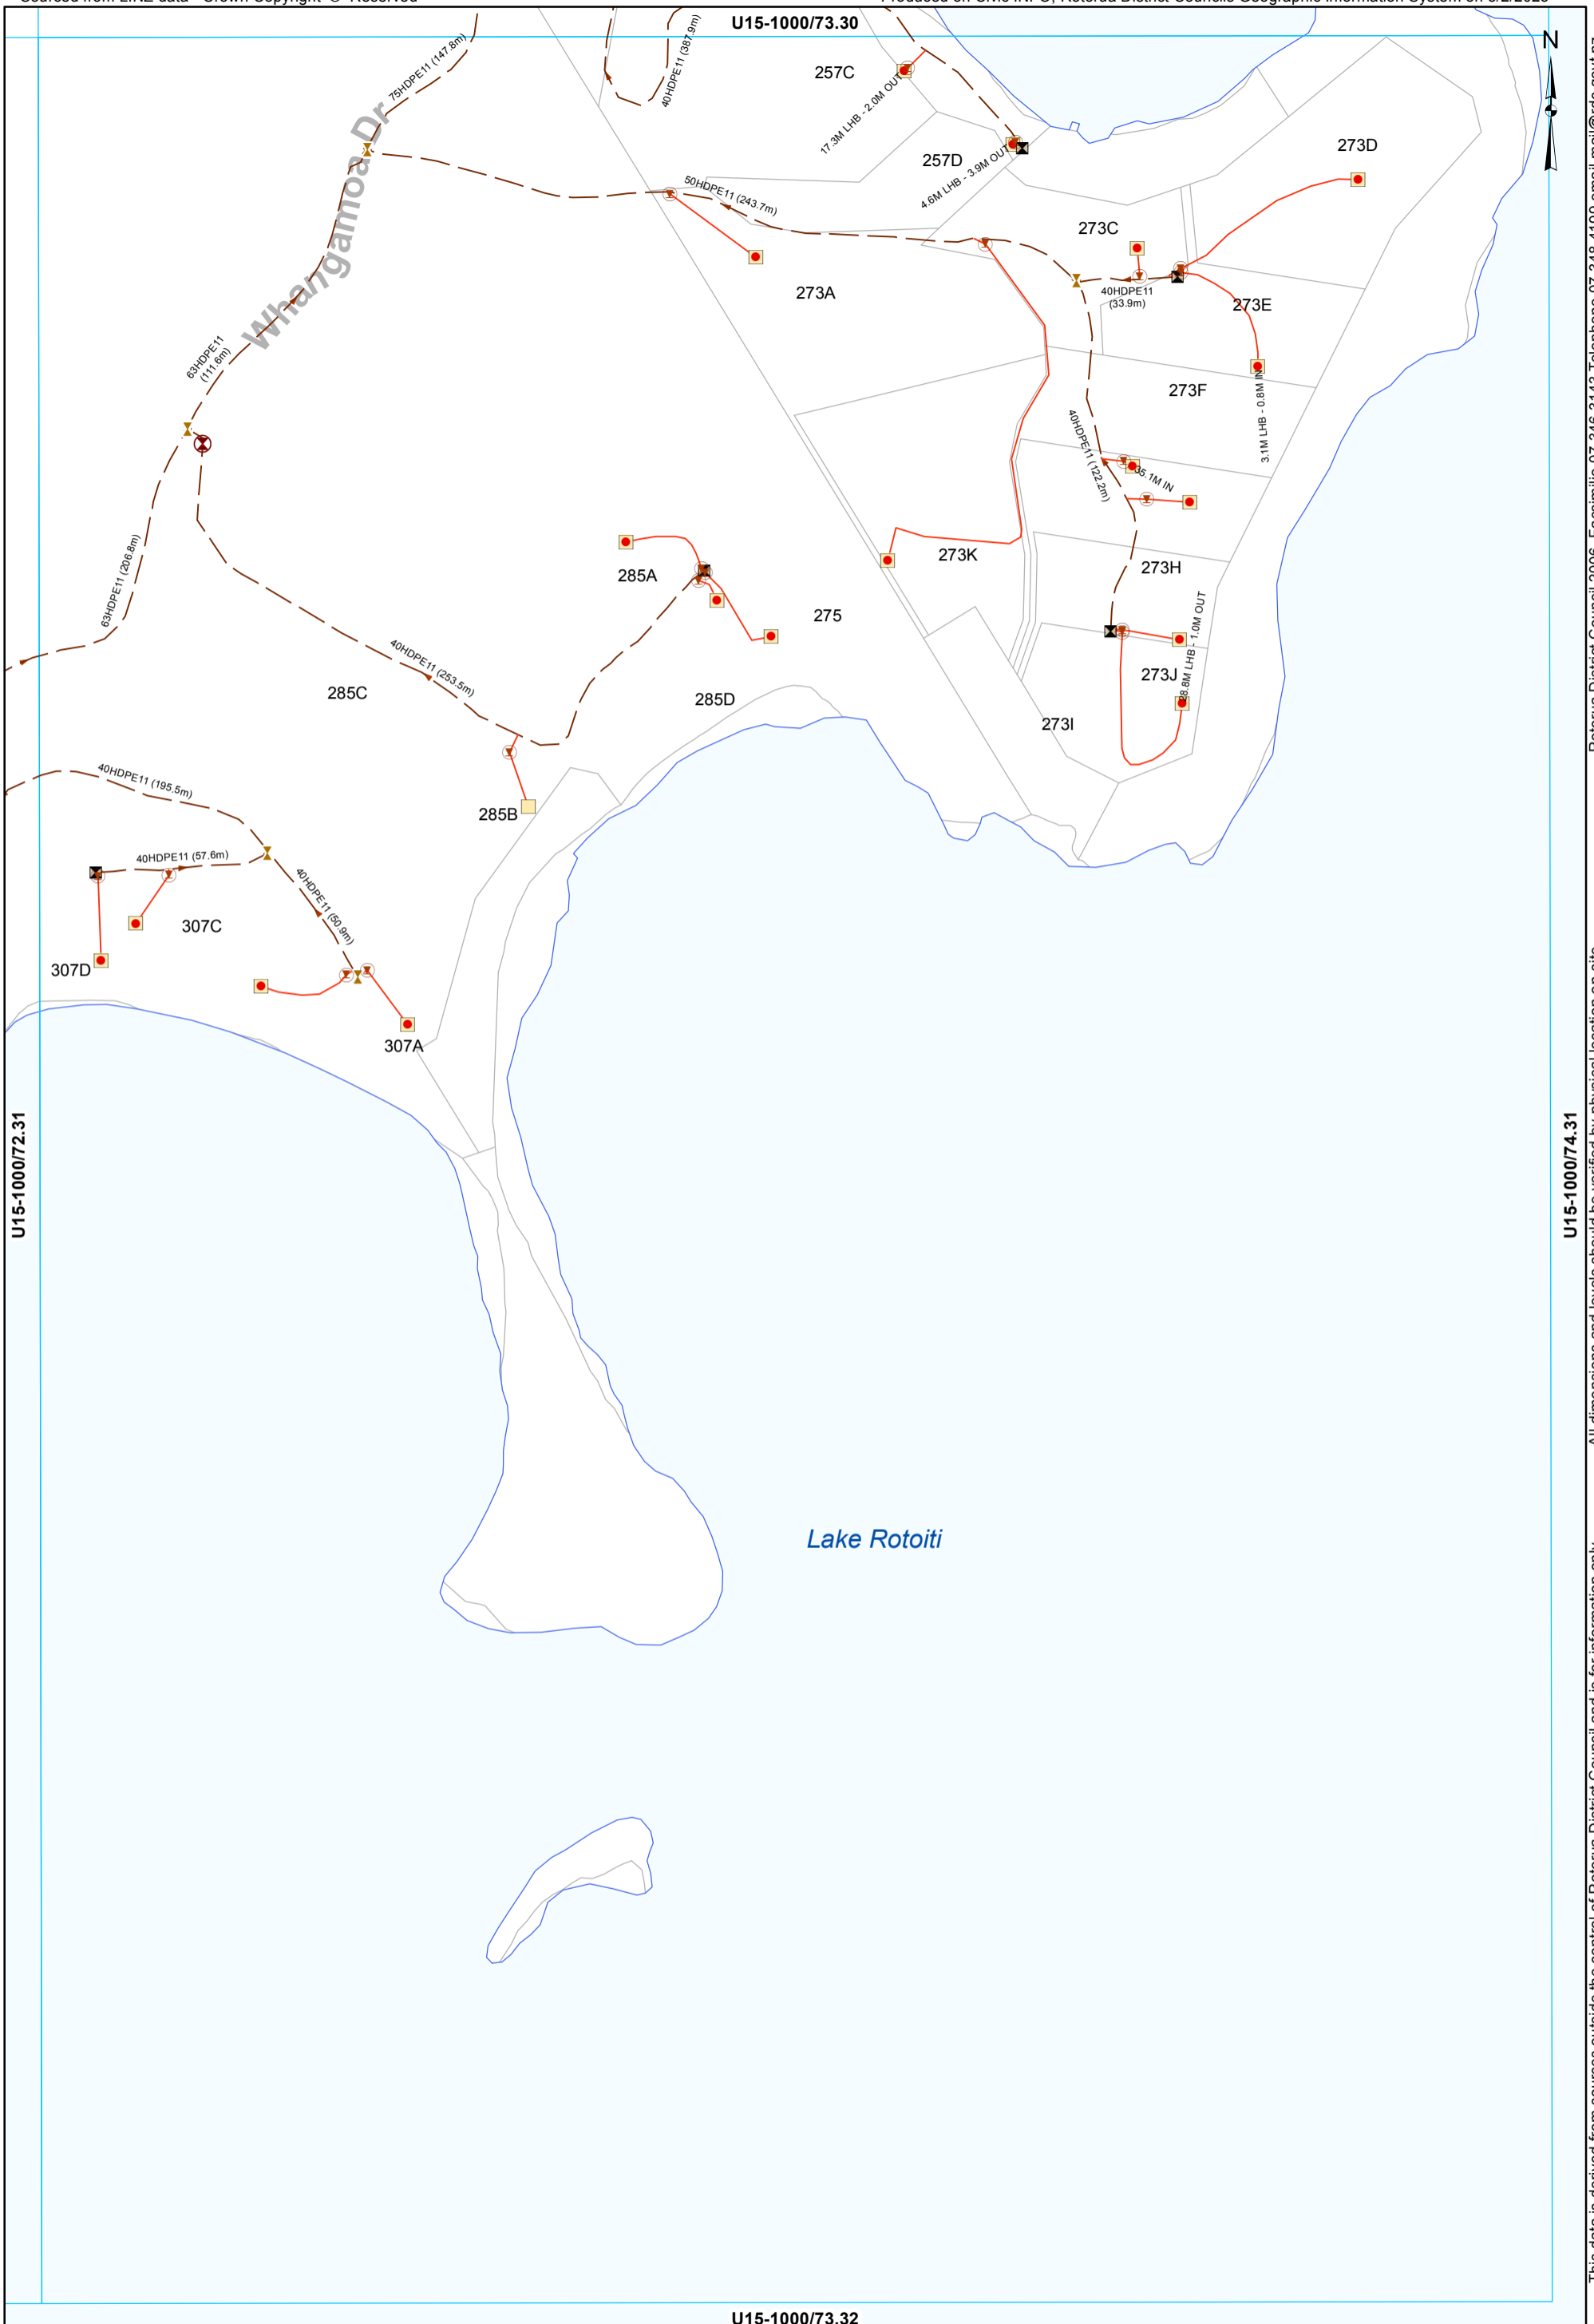 U15-1000/73.30
N
75HDPE11 (147.8m)
40HDPE11 (387.9m)
257C
17.3M LHB -2.0M OUT
257D
4.6M LHB - 3.9M OUT
273D
Whangamoa Dr
50HDPE11 (243.7m)
273C
273A
40HDPE11
(33.9m)
273E
63HDPE11
(111.6m)
273F
3.1M LHB - 0.8M IN
40HDPE11 (122.2m)
35.1M IN
63HDPE11 (206.8m)
285A
273K
273H
275
28.8M LHB - 1.0M OUT
40HDPE11 (253.5m)
285C
285D
273J
273I
40HDPE11 (195.5m)
285B
40HDPE11 (57.6m)
40HDPE11 (50.9m)
307C
307D
307A
U15-1000/72.31
U15-1000/74.31
Lake Rotoiti
U15-1000/73.32